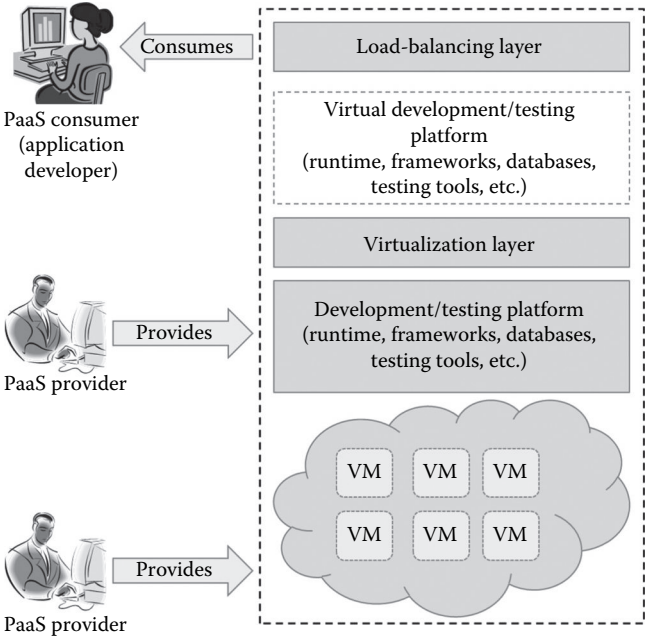 Consumes
Load-balancing layer
PaaS consumer
(application
developer)
Virtual development/testing
platform
(runtime, frameworks, databases,
testing tools, etc.)
Virtualization layer
Provides
PaaS provider
Development/testing platform
(runtime, frameworks, databases,
testing tools, etc.)
VM VM VM
VM VM VM
Provides
PaaS provider